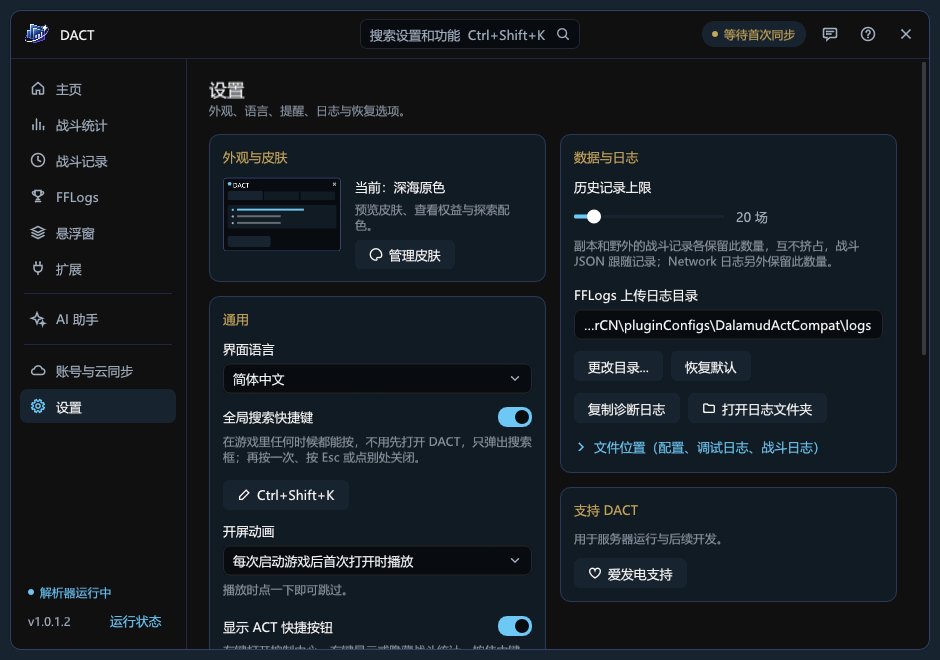 DACT
搜索设置和功能 Ctrl+Shift+K
等待首次同步
主页
战斗统计
战斗记录
FFLogs
悬浮窗
扩展
AI 助手
账号与云同步
设置
解析器运行中
v1.0.1.2 运行状态
设置
外观、语言、提醒、日志与恢复选项。
外观与皮肤
DACT
当前：深海原色
预览皮肤、查看权益与探索配
色。
管理皮肤
通用
界面语言
简体中文
全局搜索快捷键
在游戏里任何时候都能按，不用先打开 DACT，只弹出搜索
框；再按一次、按 Esc 或点别处关闭。
Ctrl+Shift+K
开屏动画
每次启动游戏后首次打开时播放
播放时点一下即可跳过。
显示 ACT 快捷按钮
数据与日志
历史记录上限
20 场
副本和野外的战斗记录各保留此数量，互不挤占，战斗
JSON 跟随记录；Network 日志另外保留此数量。
FFLogs 上传日志目录
...rCN\pluginConfigs\DalamudActCompat\logs
更改目录... 恢复默认
复制诊断日志 打开日志文件夹
文件位置（配置、调试日志、战斗日志）
支持 DACT
用于服务器运行与后续开发。
爱发电支持